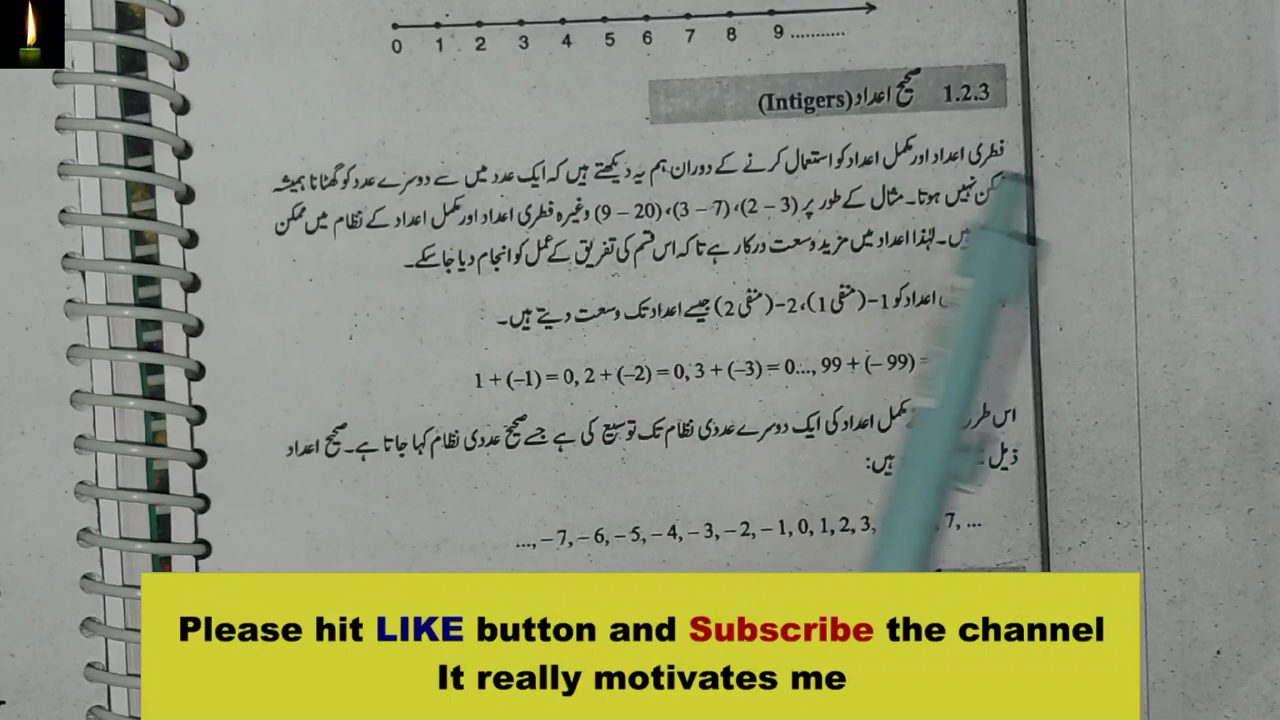 0 1 2 3 4 5 6 7 8 9 ...........
1.2.3 صحیح اعداد (Intigers)
فطری اعداد اور مکمل اعداد کو استعمال کرنے کے دوران ہم یہ دیکھتے ہیں کہ ایک عدد میں سے دوسرے عدد کو گھٹانا ہمیشہ
نہیں ہوتا۔ مثال کے طور پر (2 – 3)، (3 – 7)، (9 – 20) وغیرہ فطری اعداد اور مکمل اعداد کے نظام میں ممکن
لہٰذا اعداد میں مزید وسعت درکار ہے تاکہ اس قسم کی تفریق کے عمل کو انجام دیا جا سکے۔
اعداد کو 1– (منفی 1)، 2– (منفی 2) جیسے اعداد تک وسعت دیتے ہیں۔
1 + (–1) = 0, 2 + (–2) = 0, 3 + (–3) = 0..., 99 + (– 99) =
اس مکمل اعداد کی ایک دوسرے عددی نظام تک توسیع کی ہے جسے صحیح عددی نظام کہا جاتا ہے۔ صحیح اعداد
ذیل ہیں:
..., – 7, – 6, – 5, – 4, – 3, – 2, – 1, 0, 1, 2, 3, 7, ...
Please hit LIKE button and Subscribe the channel
It really motivates me